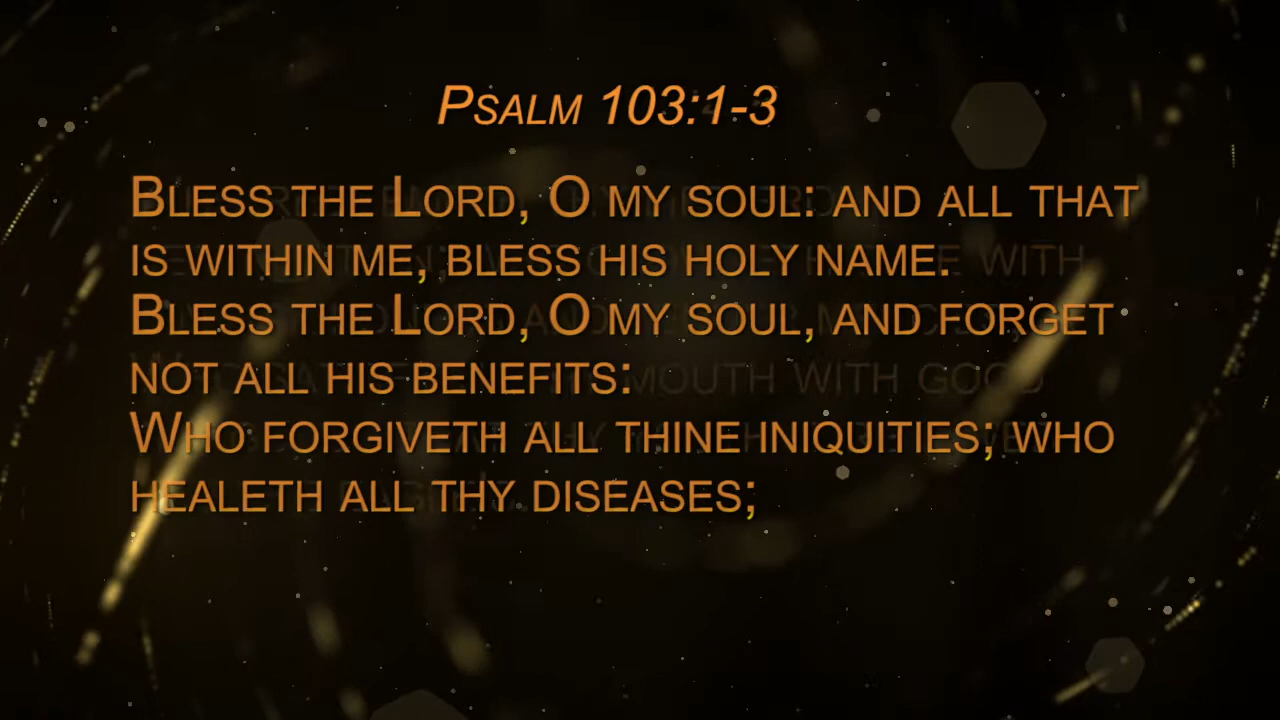 Psalm 103:1-3
Bless the Lord, O my soul: and all that
is within me, bless his holy name.
Bless the Lord, O my soul, and forget
not all his benefits:
Who forgiveth all thine iniquities; who
healeth all thy diseases;